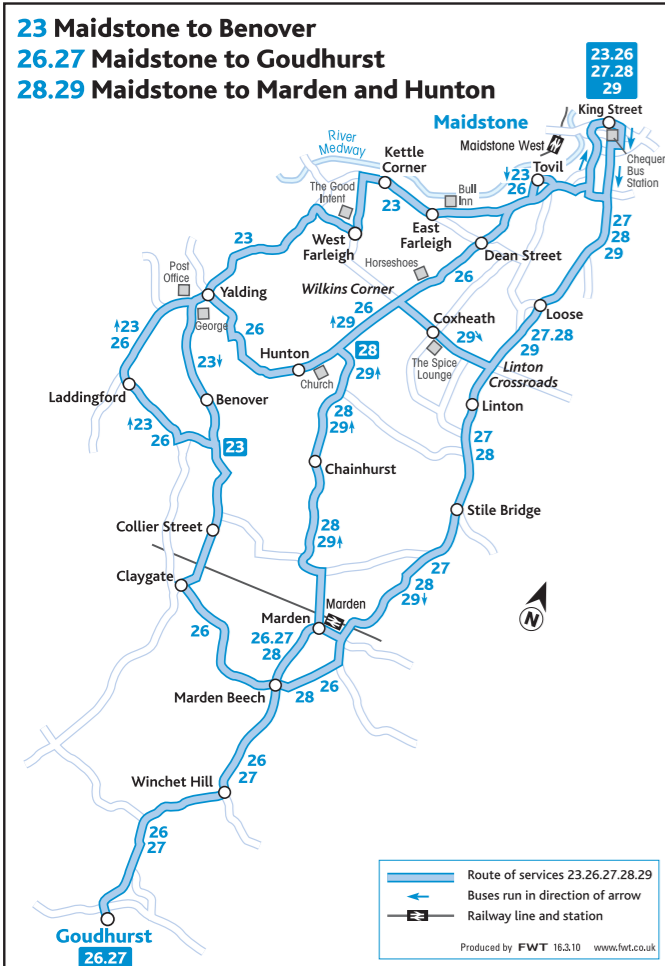 23 Maidstone to Benover
26.27 Maidstone to Goudhurst
28.29 Maidstone to Marden and Hunton
23.26
27.28
29
King Street
Maidstone
Maidstone West
Chequer
Bus
Station
River
Medway
Kettle
Corner
Tovil
23
26
The Good
Intent
Bull
Inn
23
East
Farleigh
West
Farleigh
23
27
28
29
Dean Street
Horseshoes
26
Post
Office
Yalding
Wilkins Corner
26
29
Coxheath
29
Loose
27.28
29
George
26
23
26
23
Hunton
Church
28
29
The Spice
Lounge
Linton
Crossroads
Laddingford
Benover
28
29
Linton
23
26
23
27
28
Chainhurst
Stile Bridge
Collier Street
28
29
Claygate
27
28
29
Marden
Marden
26
26.27
28
26
28
Marden Beech
N
26
27
Winchet Hill
26
27
Goudhurst
26.27
Route of services 23.26.27.28.29
Buses run in direction of arrow
Railway line and station
Produced by FWT 16.3.10 www.fwt.co.uk